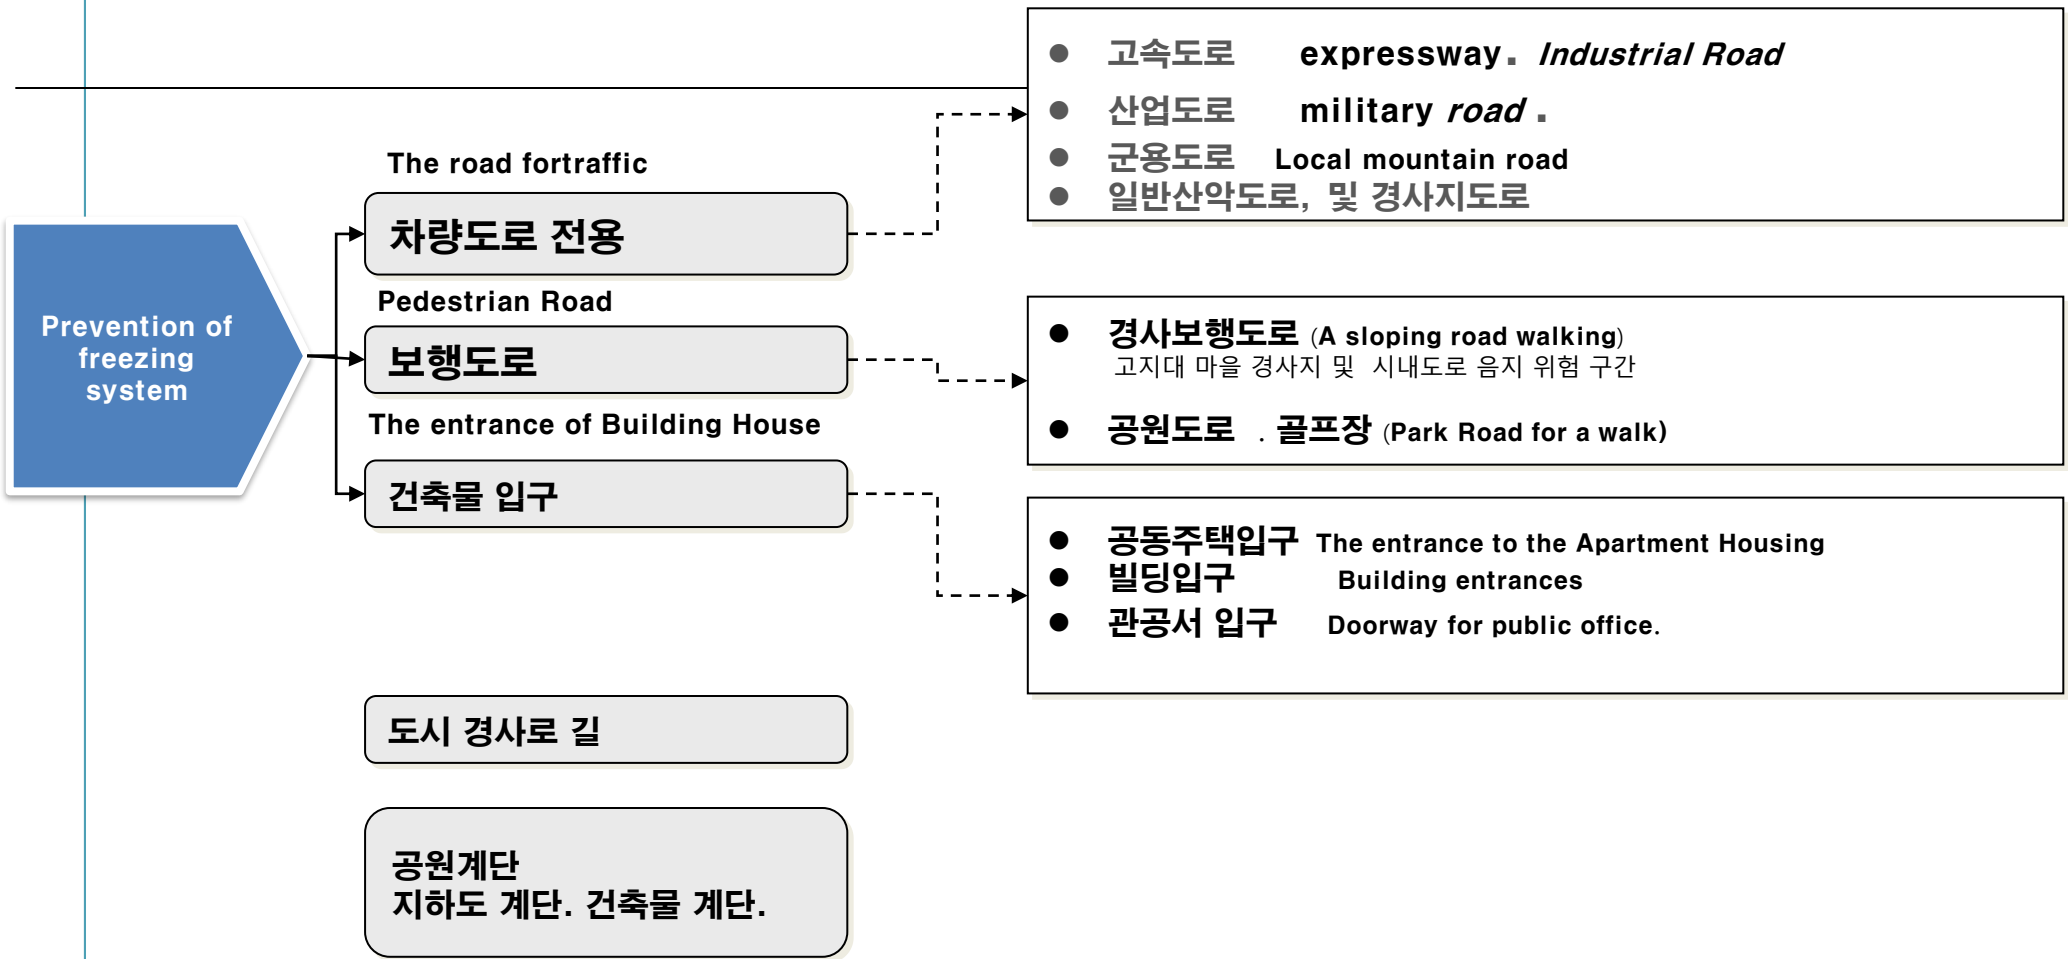 ● 고속도로 expressway. Industrial Road
● 산업도로 military road .
● 군용도로 Local mountain road
● 일반산악도로, 및 경사지도로
The road fortraffic
차량도로 전용
Prevention of
freezing
system
Pedestrian Road
보행도로
● 경사보행도로 (A sloping road walking)
고지대 마을 경사지 및 시내도로 음지 위험 구간
● 공원도로 . 골프장 (Park Road for a walk)
The entrance of Building House
건축물 입구
● 공동주택입구 The entrance to the Apartment Housing
● 빌딩입구 Building entrances
● 관공서 입구 Doorway for public office.
도시 경사로 길
공원계단
지하도 계단. 건축물 계단.